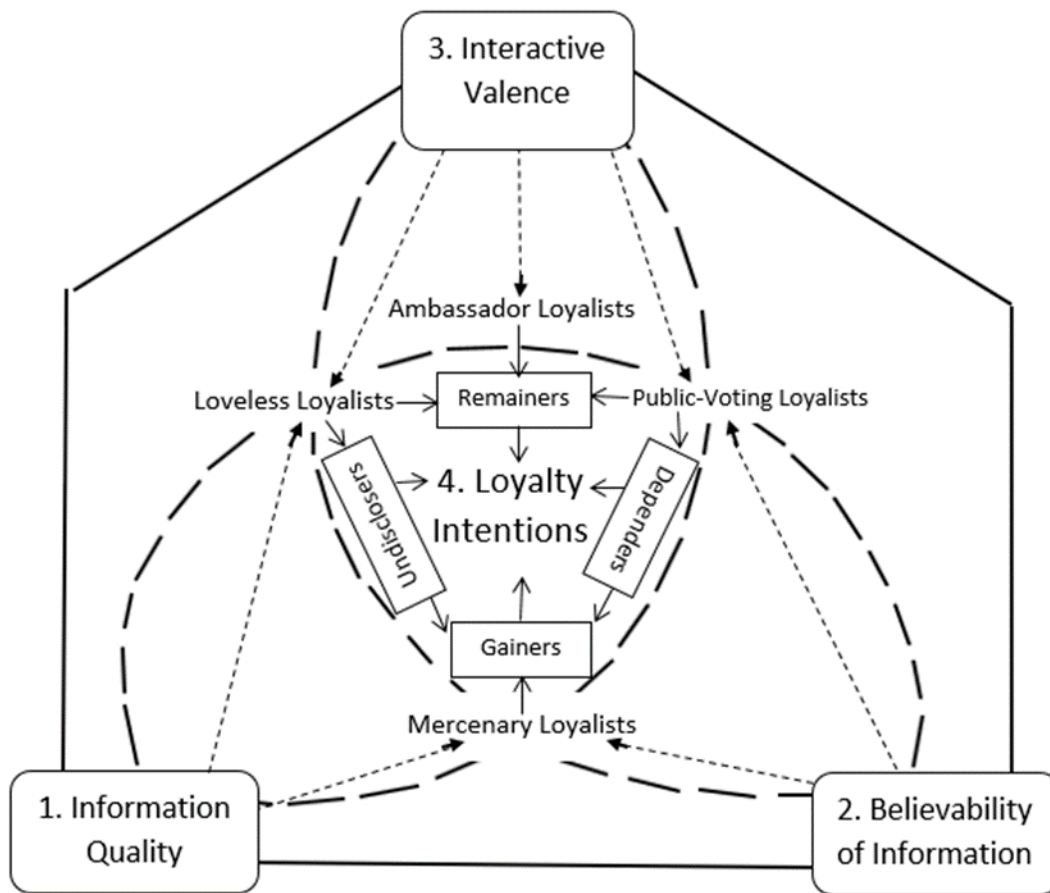 3. Interactive
Valence
Ambassador Loyalists
Loveless Loyalists
Remainers
Public-Voting Loyalists
Undisclosers
4. Loyalty
Intentions
Dependers
Gainers
Mercenary Loyalists
1. Information
Quality
2. Believability
of Information